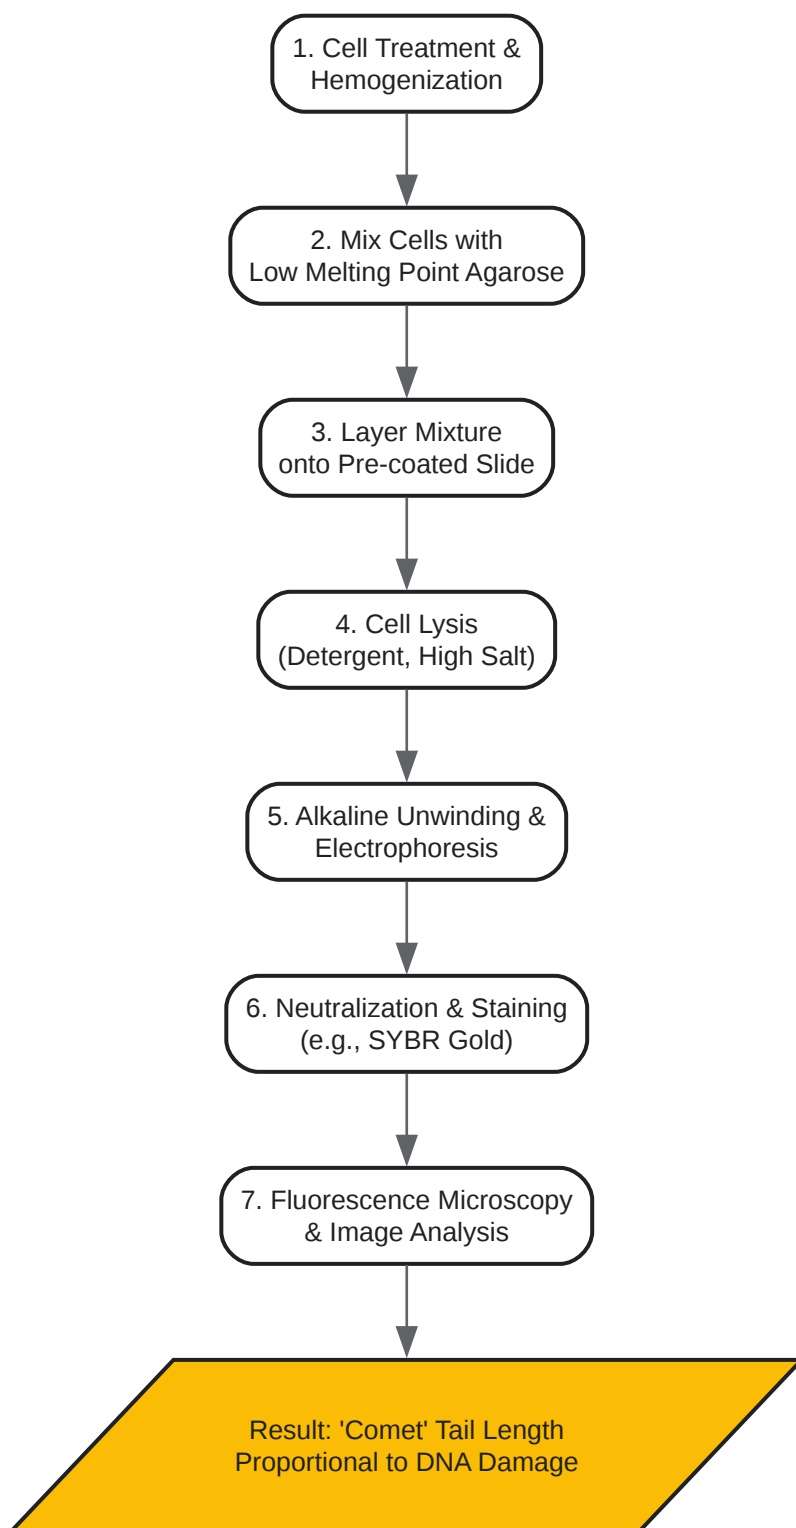 1. Cell Treatment &
Hemogenization
2. Mix Cells with
Low Melting Point Agarose
3. Layer Mixture
onto Pre-coated Slide
4. Cell Lysis
(Detergent, High Salt)
5. Alkaline Unwinding &
Electrophoresis
6. Neutralization & Staining
(e.g., SYBR Gold)
7. Fluorescence Microscopy
& Image Analysis
Result: 'Comet' Tail Length
Proportional to DNA Damage